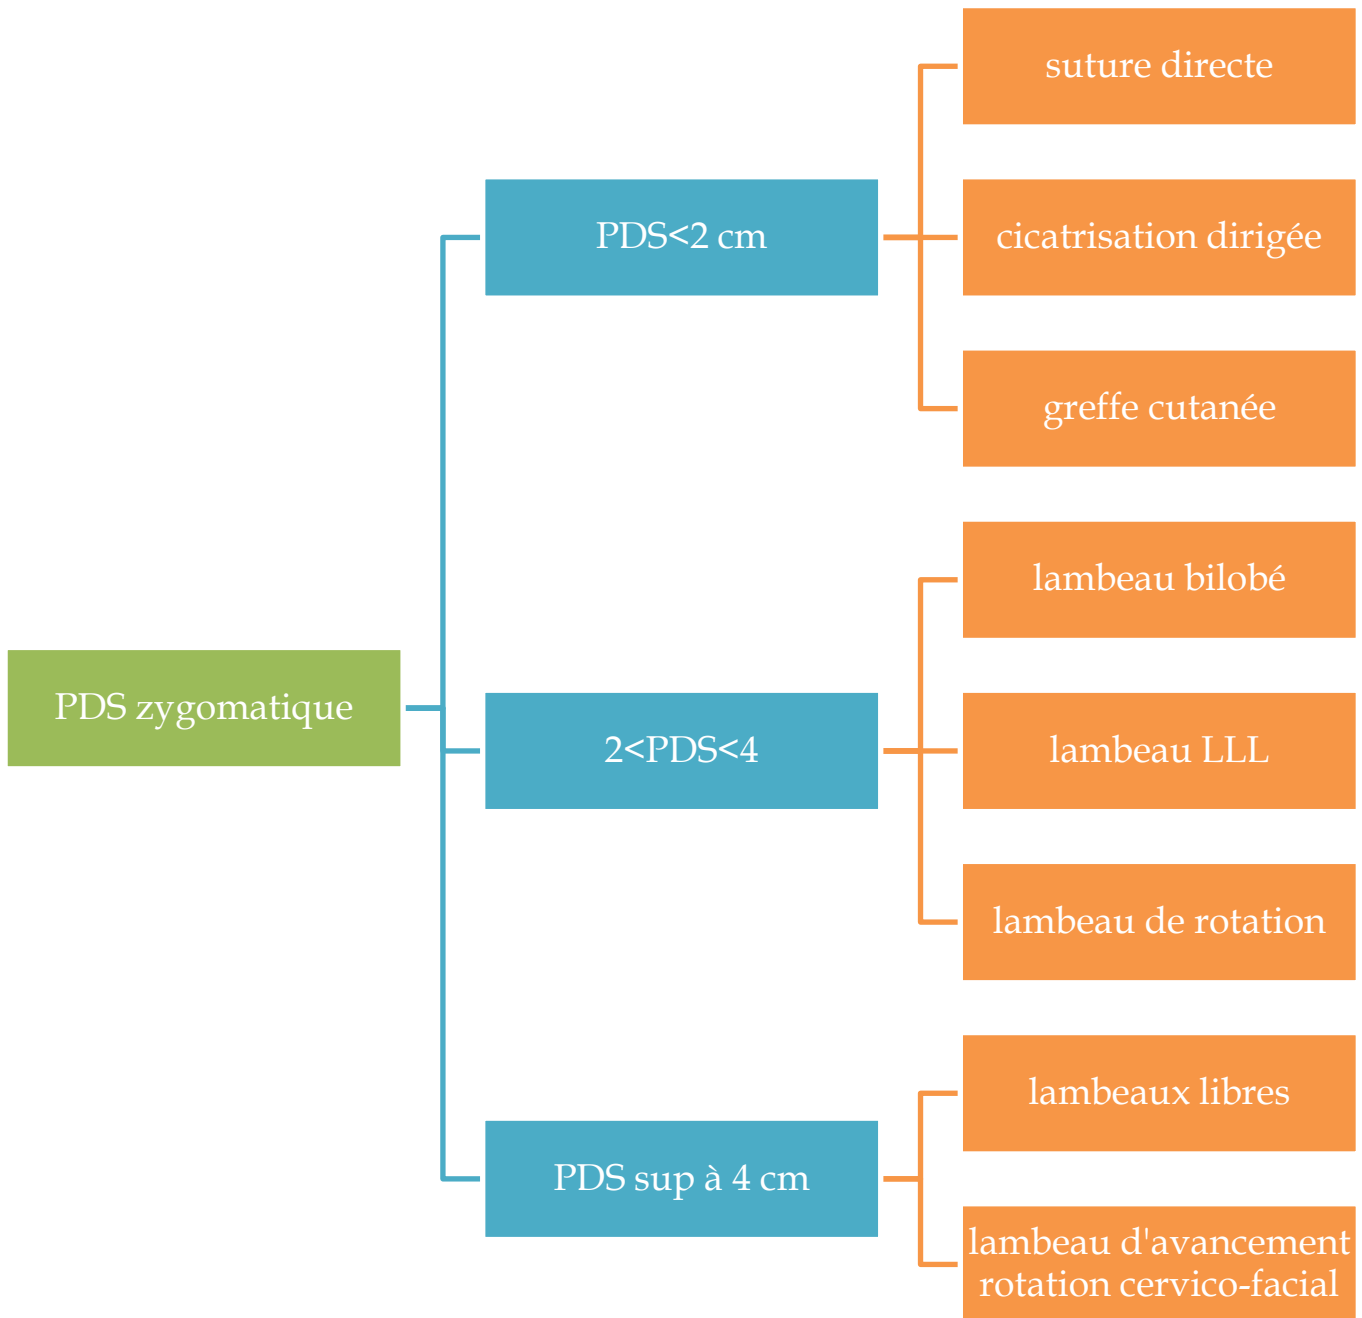 PDS zygomatique
PDS<2 cm
suture directe
cicatrisation dirigée
greffe cutanée
2<PDS<4
lambeau bilobé
lambeau LLL
lambeau de rotation
PDS sup à 4 cm
lambeaux libres
lambeau d'avancement
rotation cervico-facial